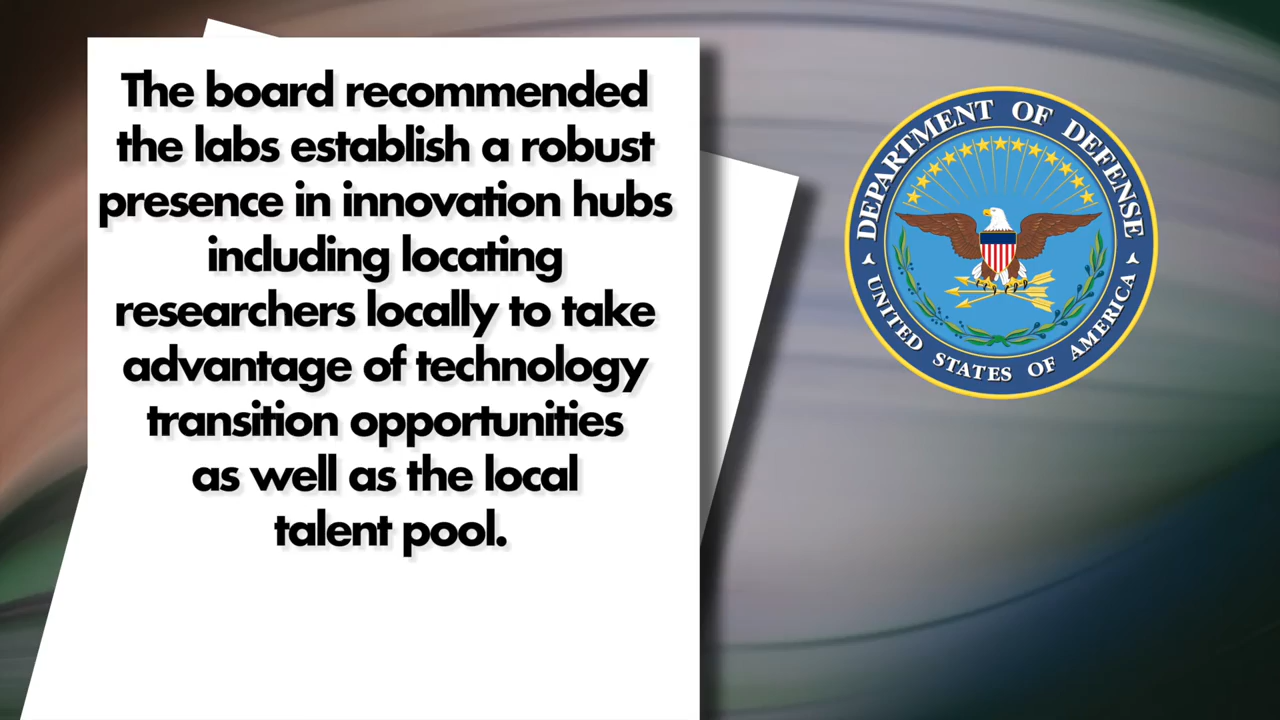 The board recommended
the labs establish a robust
presence in innovation hubs
including locating
researchers locally to take
advantage of technology
transition opportunities
as well as the local
talent pool.
DEPARTMENT OF DEFENSE
UNITED STATES OF AMERICA